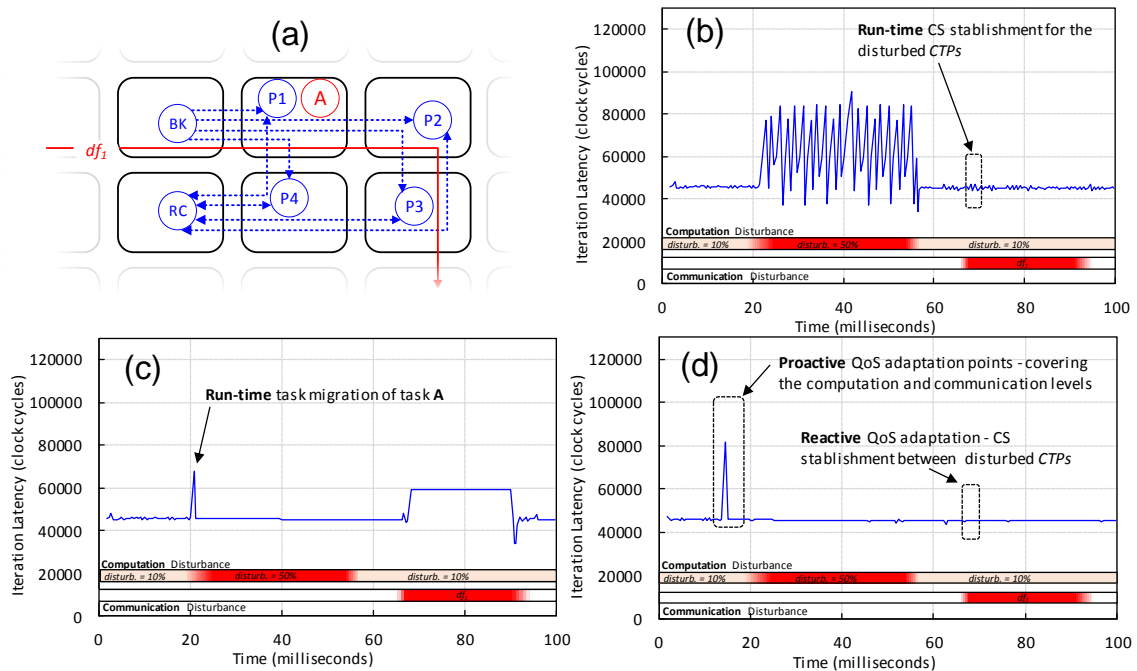 (a)
BK
P1
A
P2
df1
RC
P4
P3
(b)
Iteration Latency (clock cycles)
120000
100000
80000
60000
40000
20000
0
Run-time CS stablishment for the
disturbed CTPs
Computation Disturbance
disturb. = 10%
disturb. = 50%
disturb. = 10%
df1
Communication Disturbance
0 20 40 60 80 100
Time (milliseconds)
(c)
Iteration Latency (clock cycles)
120000
100000
80000
60000
40000
20000
0
Run-time task migration of task A
Computation Disturbance
disturb. = 10%
disturb. = 50%
disturb. = 10%
df1
Communication Disturbance
0 20 40 60 80 100
Time (milliseconds)
(d)
Iteration Latency (clock cycles)
120000
100000
80000
60000
40000
20000
0
Proactive QoS adaptation points - covering
the computation and communication levels
Reactive QoS adaptation - CS
stablishment between disturbed CTPs
Computation Disturbance
disturb. = 10%
disturb. = 50%
disturb. = 10%
df1
Communication Disturbance
0 20 40 60 80 100
Time (milliseconds)